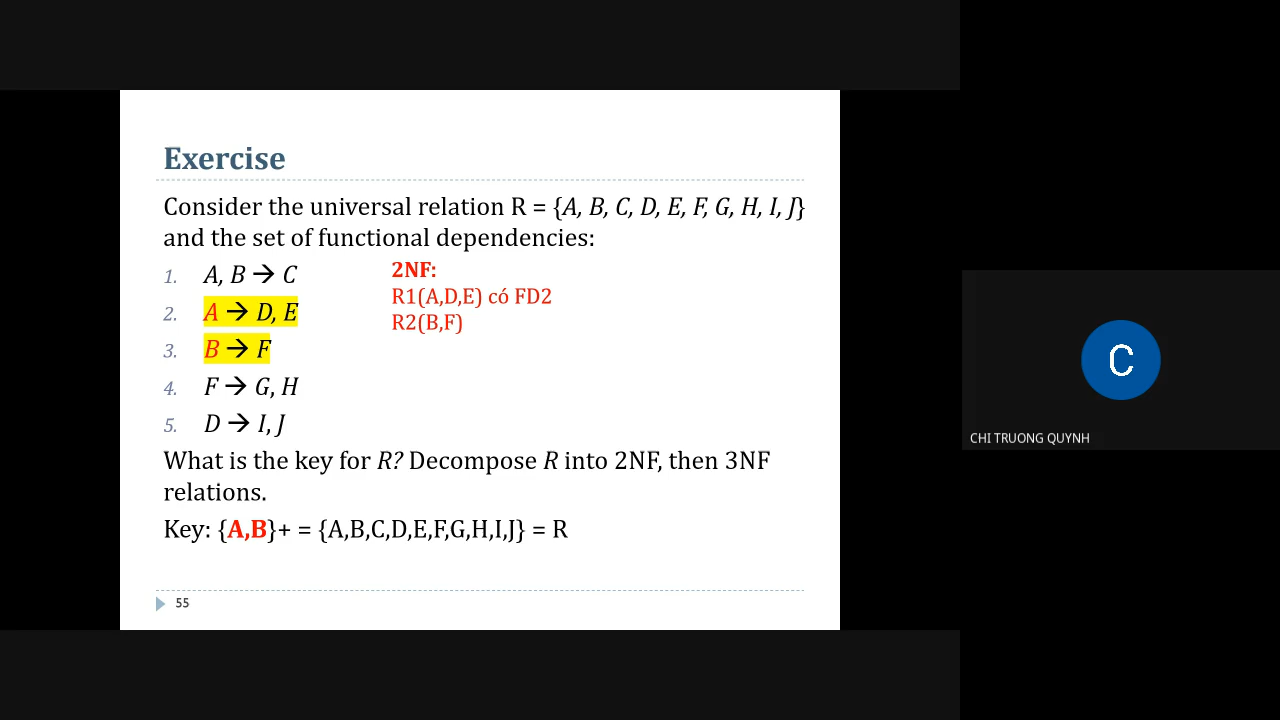 Exercise
Consider the universal relation R = {A, B, C, D, E, F, G, H, I, J}
and the set of functional dependencies:
1. A, B → C
2. A → D, E
3. B → F
4. F → G, H
5. D → I, J
2NF:
R1(A,D,E) có FD2
R2(B,F)
What is the key for R? Decompose R into 2NF, then 3NF
relations.
Key: {A,B}+ = {A,B,C,D,E,F,G,H,I,J} = R
55
C
CHI TRUONG QUYNH